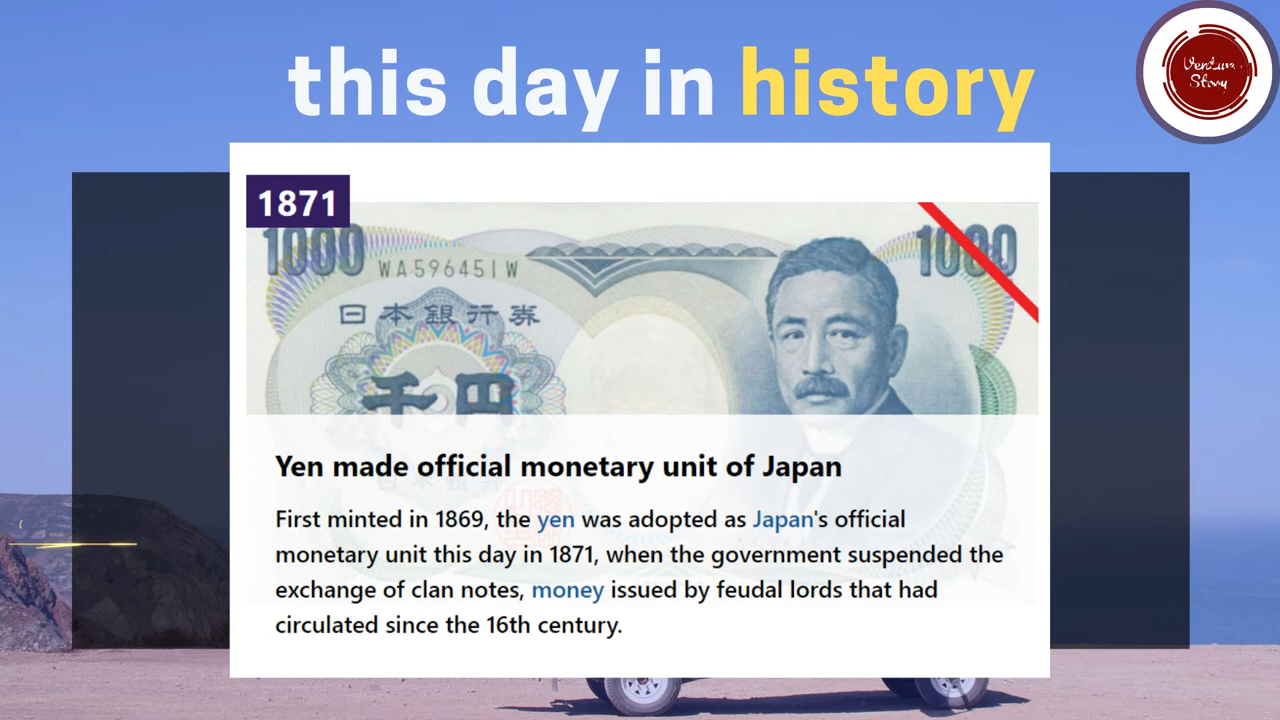 this day in history
Story
1871
1000
1000
WA596451W
日本銀行券
千円
Yen made official monetary unit of Japan
First minted in 1869, the yen was adopted as Japan's official
monetary unit this day in 1871, when the government suspended the
exchange of clan notes, money issued by feudal lords that had
circulated since the 16th century.